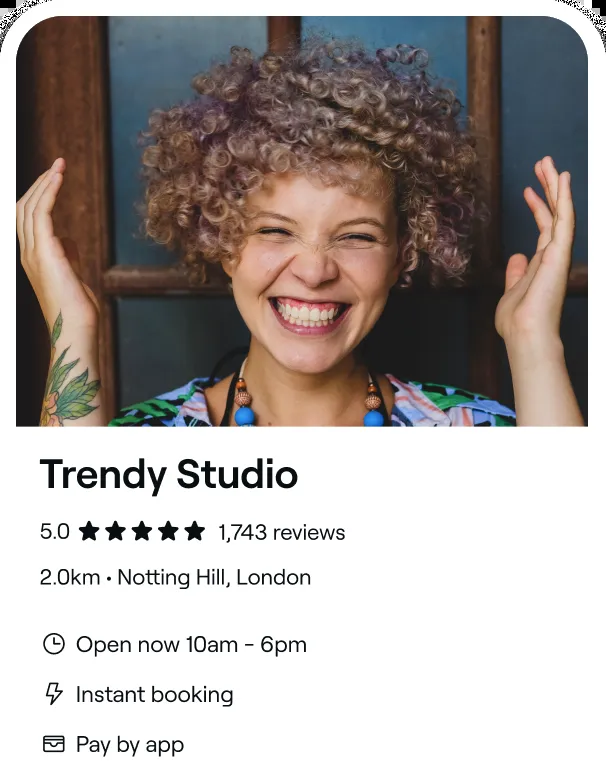 Trendy Studio
5.0 ★★★★★ 1,743 reviews
2.0km • Notting Hill, London
Open now 10am - 6pm
Instant booking
Pay by app